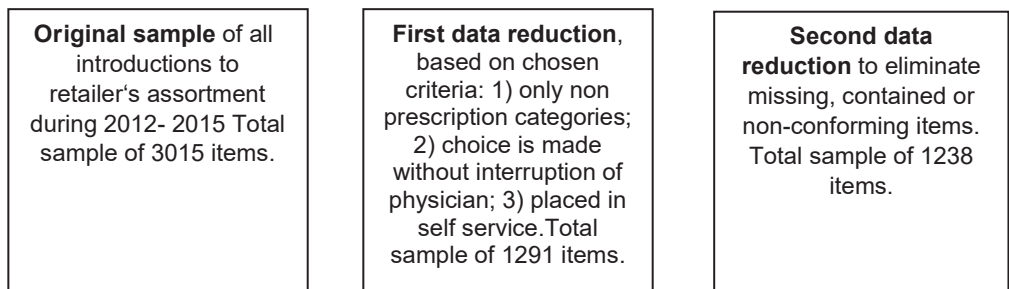 Original sample of all
introductions to
retailer‘s assortment
during 2012- 2015 Total
sample of 3015 items.
First data reduction,
based on chosen
criteria: 1) only non
prescription categories;
2) choice is made
without interruption of
physician; 3) placed in
self service.Total
sample of 1291 items.
Second data
reduction to eliminate
missing, contained or
non-conforming items.
Total sample of 1238
items.